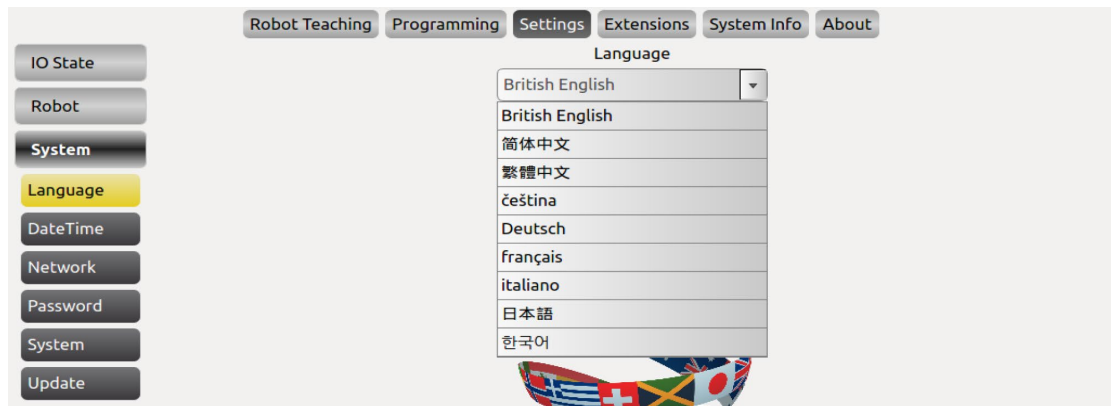 Robot Teaching Programming Settings Extensions System Info About
IO State
Robot
System
Language
DateTime
Network
Password
System
Update
Language
British English
British English
简体中文
繁體中文
čeština
Deutsch
français
italiano
日本語
한국어